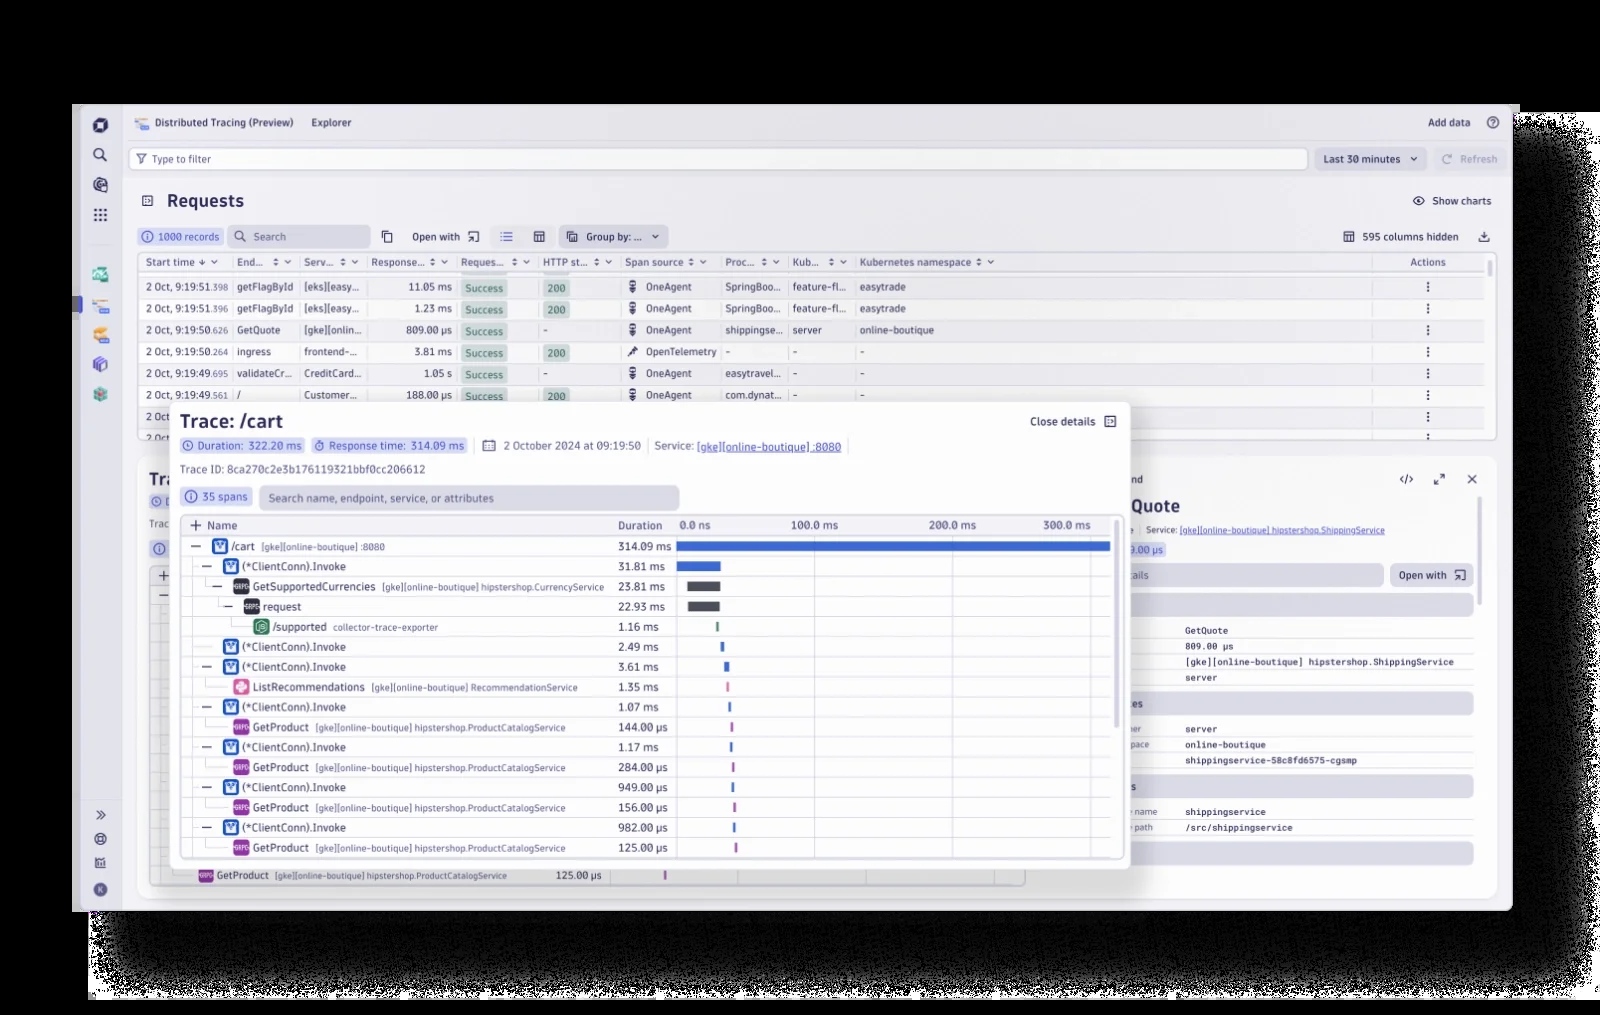 Distributed Tracing (Preview) Explorer Add data
Type to filter Last 30 minutes Refresh
Requests Show charts
1000 records Search Open with Group by: ... 595 columns hidden
Start time End... Serv... Response... Reques... HTTP st... Span source Proc... Kub... Kubernetes namespace Actions
2 Oct, 9:19:51.398 getFlagById [eks][easy... 11.05 ms Success 200 OneAgent SpringBoo... feature-fl... easytrade
2 Oct, 9:19:51.396 getFlagById [eks][easy... 1.23 ms Success 200 OneAgent SpringBoo... feature-fl... easytrade
2 Oct, 9:19:50.626 GetQuote [gke][onlin... 809.00 µs Success - OneAgent shippingse... server online-boutique
2 Oct, 9:19:50.264 ingress frontend-... 3.81 ms Success 200 OpenTelemetry - - -
2 Oct, 9:19:49.695 validateCr... CreditCard... 1.05 s Success - OneAgent easytravel... - -
2 Oct, 9:19:49.561 / Customer... 188.00 µs Success 200 OneAgent com.dynat... - -
2 Oct
2 Oct
Trace: /cart Close details
Duration: 322.20 ms Response time: 314.09 ms 2 October 2024 at 09:19:50 Service: [gke][online-boutique] :8080
Trace ID: 8ca270c2e3b176119321bbf0cc206612
35 spans Search name, endpoint, service, or attributes
Name Duration 0.0 ns 100.0 ms 200.0 ms 300.0 ms
/cart [gke][online-boutique] :8080 314.09 ms
(*ClientConn).Invoke 31.81 ms
GetSupportedCurrencies [gke][online-boutique] hipstershop.CurrencyService 23.81 ms
request 22.93 ms
/supported collector-trace-exporter 1.16 ms
(*ClientConn).Invoke 2.49 ms
(*ClientConn).Invoke 3.61 ms
ListRecommendations [gke][online-boutique] RecommendationService 1.35 ms
(*ClientConn).Invoke 1.07 ms
GetProduct [gke][online-boutique] hipstershop.ProductCatalogService 144.00 µs
(*ClientConn).Invoke 1.17 ms
GetProduct [gke][online-boutique] hipstershop.ProductCatalogService 284.00 µs
(*ClientConn).Invoke 949.00 µs
GetProduct [gke][online-boutique] hipstershop.ProductCatalogService 156.00 µs
(*ClientConn).Invoke 982.00 µs
GetProduct [gke][online-boutique] hipstershop.ProductCatalogService 125.00 µs
GetProduct [gke][online-boutique] hipstershop.ProductCatalogService 125.00 µs
Tra
Trac
nd
Quote
Service: [gke][online-boutique] hipstershop.ShippingService
9.00 µs
ails Open with
GetQuote
809.00 µs
[gke][online-boutique] hipstershop.ShippingService
server
es
er server
pace online-boutique
shippingservice-58c8fd6575-cgsmp
s
name shippingservice
path /src/shippingservice
K